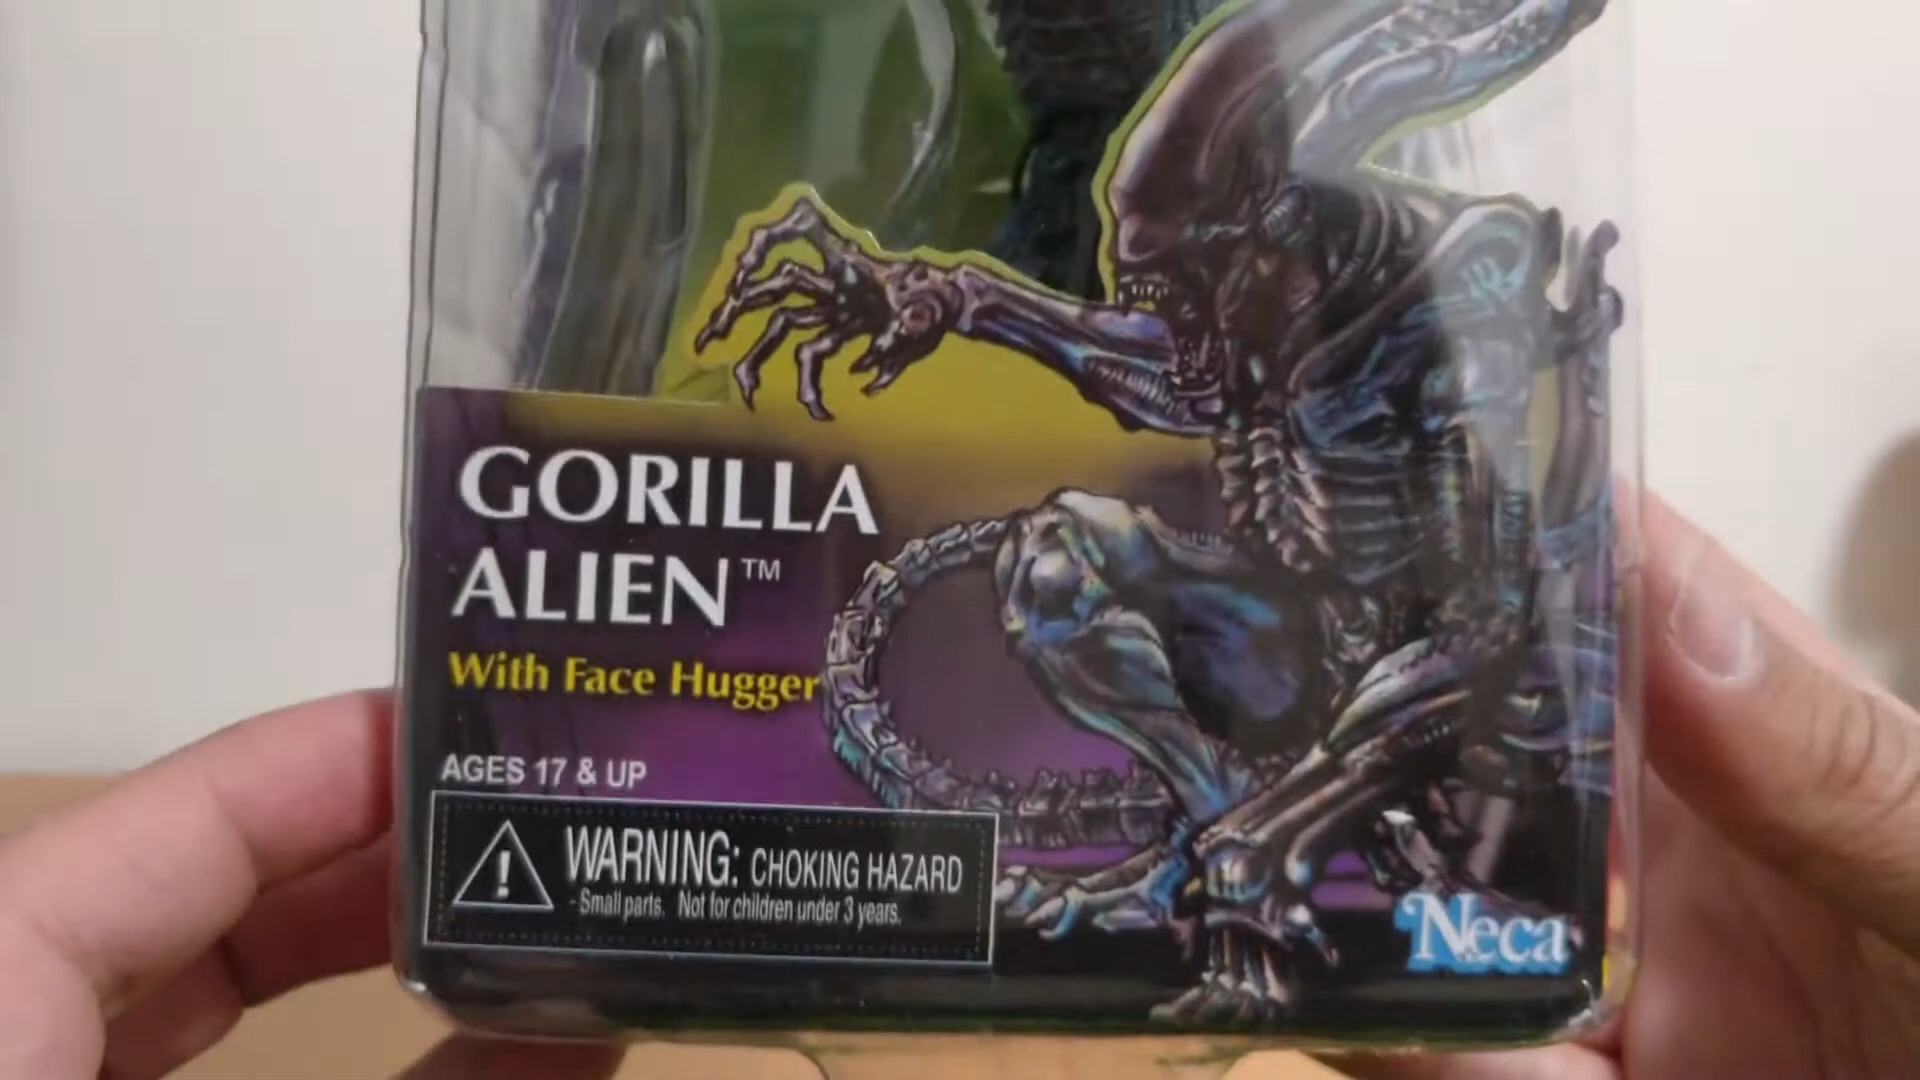 GORILLA
ALIEN™
With Face Hugger
AGES 17 & UP
WARNING: CHOKING HAZARD
- Small parts. Not for children under 3 years.
Neca